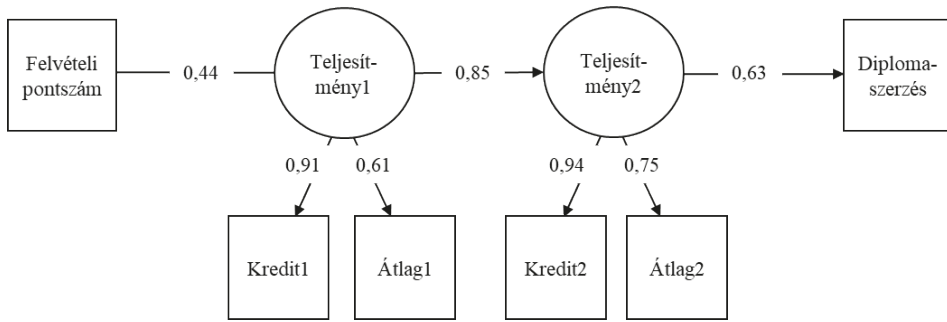 Felvételi
pontszám
0,44
Teljesít-
mény1
0,85
Teljesít-
mény2
0,63
Diploma-
szerzés
0,91
0,61
0,94
0,75
Kredit1
Átlag1
Kredit2
Átlag2